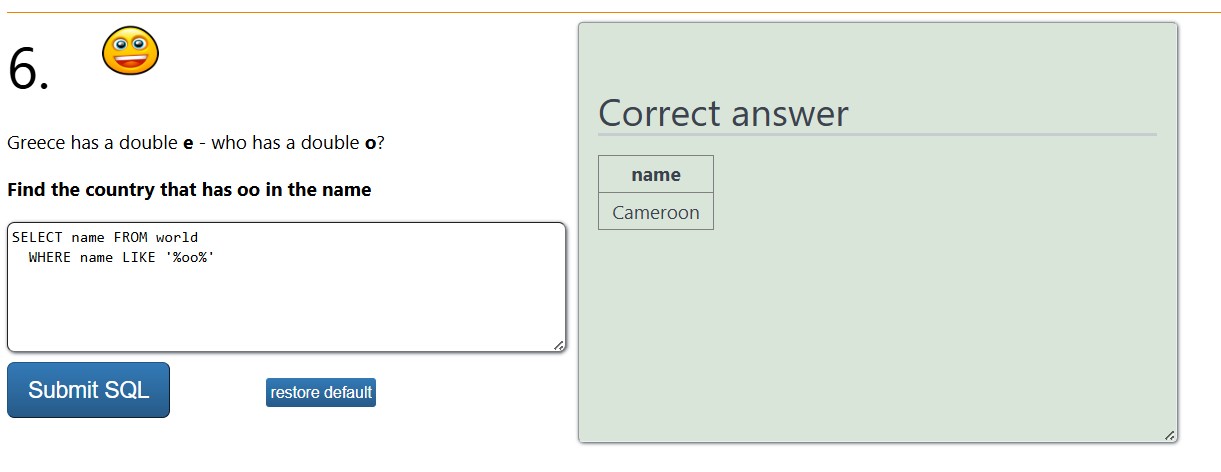 6.
Greece has a double e - who has a double o?
Find the country that has oo in the name
SELECT name FROM world
  WHERE name LIKE '%oo%'
Submit SQL
restore default
Correct answer
name
Cameroon